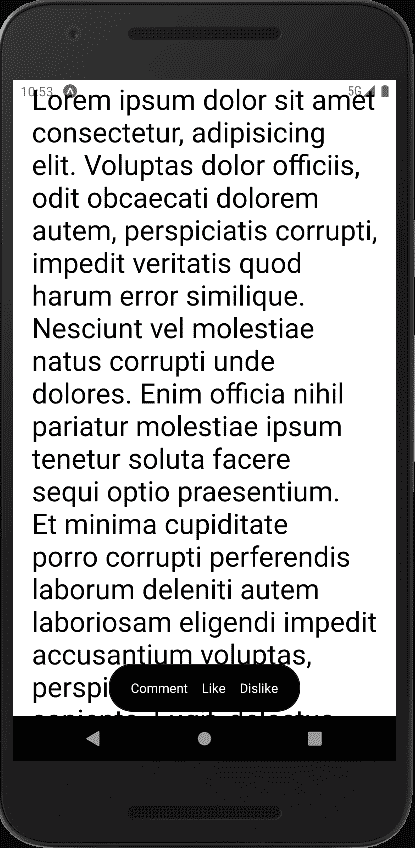 10:53 5G
Lorem ipsum dolor sit amet
consectetur, adipisicing
elit. Voluptas dolor officiis,
odit obcaecati dolorem
autem, perspiciatis corrupti,
impedit veritatis quod
harum error similique.
Nesciunt vel molestiae
natus corrupti unde
dolores. Enim officia nihil
pariatur molestiae ipsum
tenetur soluta facere
sequi optio praesentium.
Et minima cupiditate
porro corrupti perferendis
laborum deleniti autem
laboriosam eligendi impedit
accusantium voluptas,
perspi
Comment Like Dislike